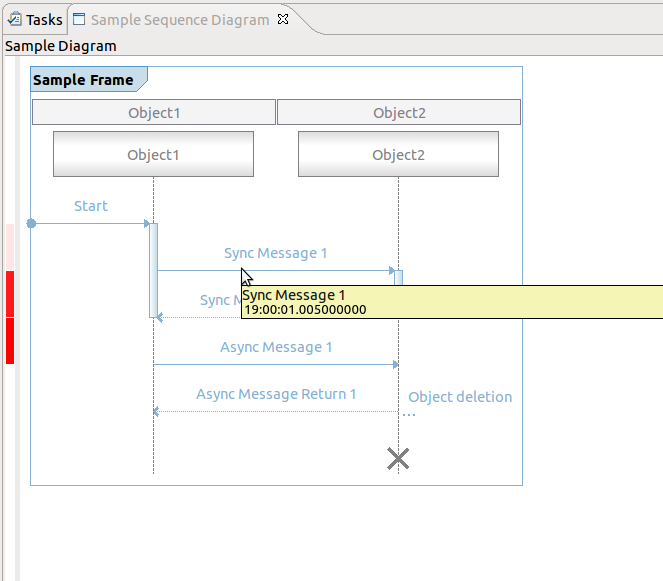 Tasks
Sample Sequence Diagram
Sample Diagram
Sample Frame
Object1 Object2
Object1 Object2
Start
Sync Message 1
Sync Message 1
19:00:01.005000000
Sync
Async Message 1
Async Message Return 1
Object deletion
...